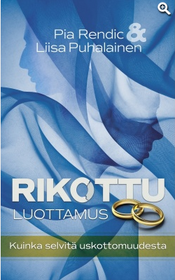 Pia Rendic &
Liisa Puhalainen
RIKOTTU
LUOTTAMUS
Kuinka selvitä uskottomuudesta